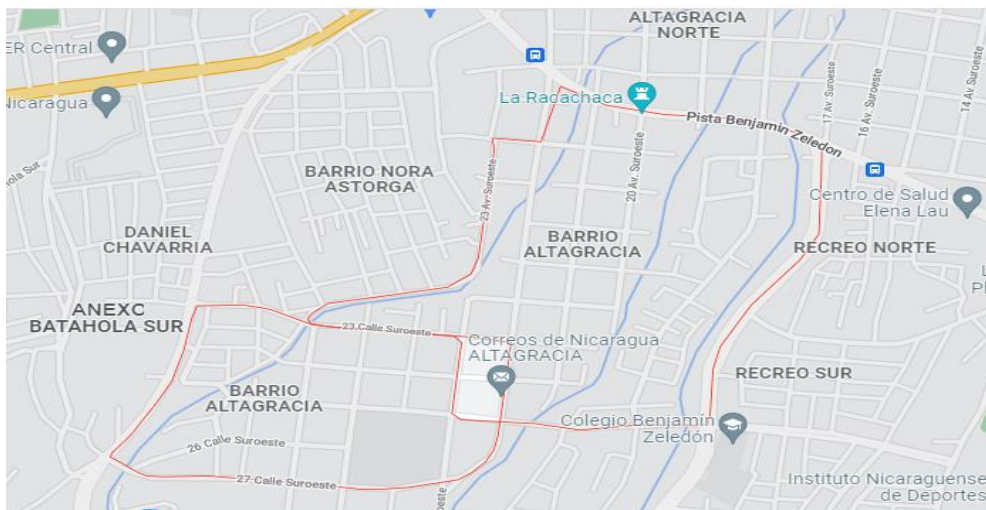 ALTAGRACIA
NORTE
ER Central
Nicaragua
La Racachaca
Pista Benjamin Zeledon
17 Av. Suroeste
16 Av. Suroeste
14 Av Suroeste
20 Av. Suroeste
23 Av. Suroeste
BARRIO NORA
ASTORGA
Centro de Salud
Elena Lau
DANIEL
CHAVARRIA
BARRIO
ALTAGRACIA
RECREO NORTE
ANEXC
BATAHOLA SUR
23 Calle Suroeste
Correos de Nicaragua
ALTAGRACIA
RECREO SUR
BARRIO
ALTAGRACIA
Colegio Benjamín
Zeledón
26 Calle Suroeste
27 Calle Suroeste
Instituto Nicaraguense
de Deportes